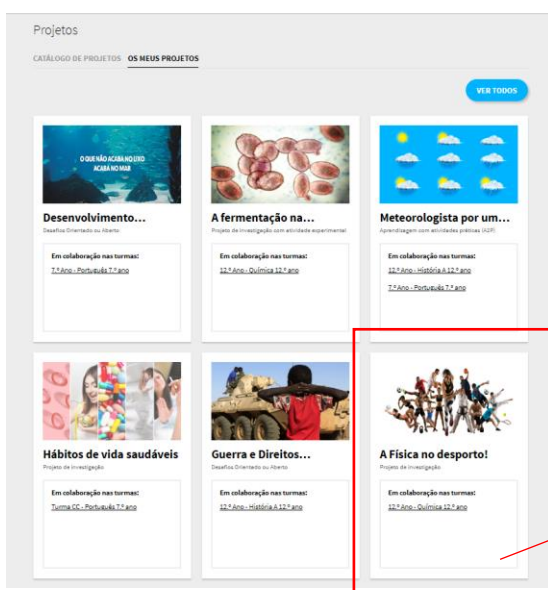 Projetos
CATÁLOGO DE PROJETOS OS MEUS PROJETOS
VER TODOS
O QUE NÃO ACABA NO LIXO
ACABA NO MAR
Desenvolvimento...
Desafios Orientado ou Aberto
Em colaboração nas turmas:
7.º Ano - Português 7.º ano
A fermentação na...
Projeto de investigação com atividade experimental
Em colaboração nas turmas:
12.º Ano - Química 12.º ano
Meteorologista por um...
Aprendizagem com atividades práticas (A2P)
Em colaboração nas turmas:
12.º Ano - História A 12.º ano
7.º Ano - Português 7.º ano
Hábitos de vida saudáveis
Projeto de investigação
Em colaboração nas turmas:
Turma CC - Português 7.º ano
Guerra e Direitos...
Desafios Orientado ou Aberto
Em colaboração nas turmas:
12.º Ano - História A 12.º ano
A Física no desporto!
Projeto de investigação
Em colaboração nas turmas:
12.º Ano - Química 12.º ano